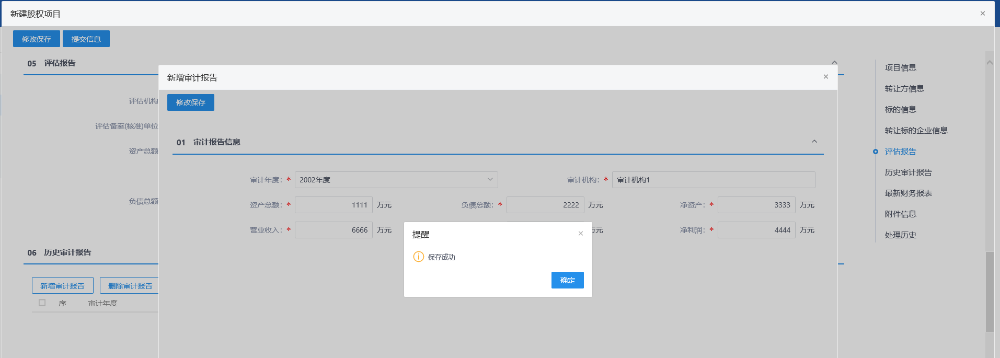 新建股权项目
修改保存 提交信息
05 评估报告
评估机构
评估备案(核准)单位
资产总额
负债总额
06 历史审计报告
新增审计报告 删除审计报告
序 审计年度
新增审计报告
修改保存
01 审计报告信息
审计年度： * 2002年度 审计机构： * 审计机构1
资产总额： * 1111 万元 负债总额： * 2222 万元 净资产： * 3333 万元
营业收入： * 6666 万元 万元 净利润： * 4444 万元
提醒
保存成功
确定
项目信息
转让方信息
标的信息
转让标的企业信息
评估报告
历史审计报告
最新财务报表
附件信息
处理历史